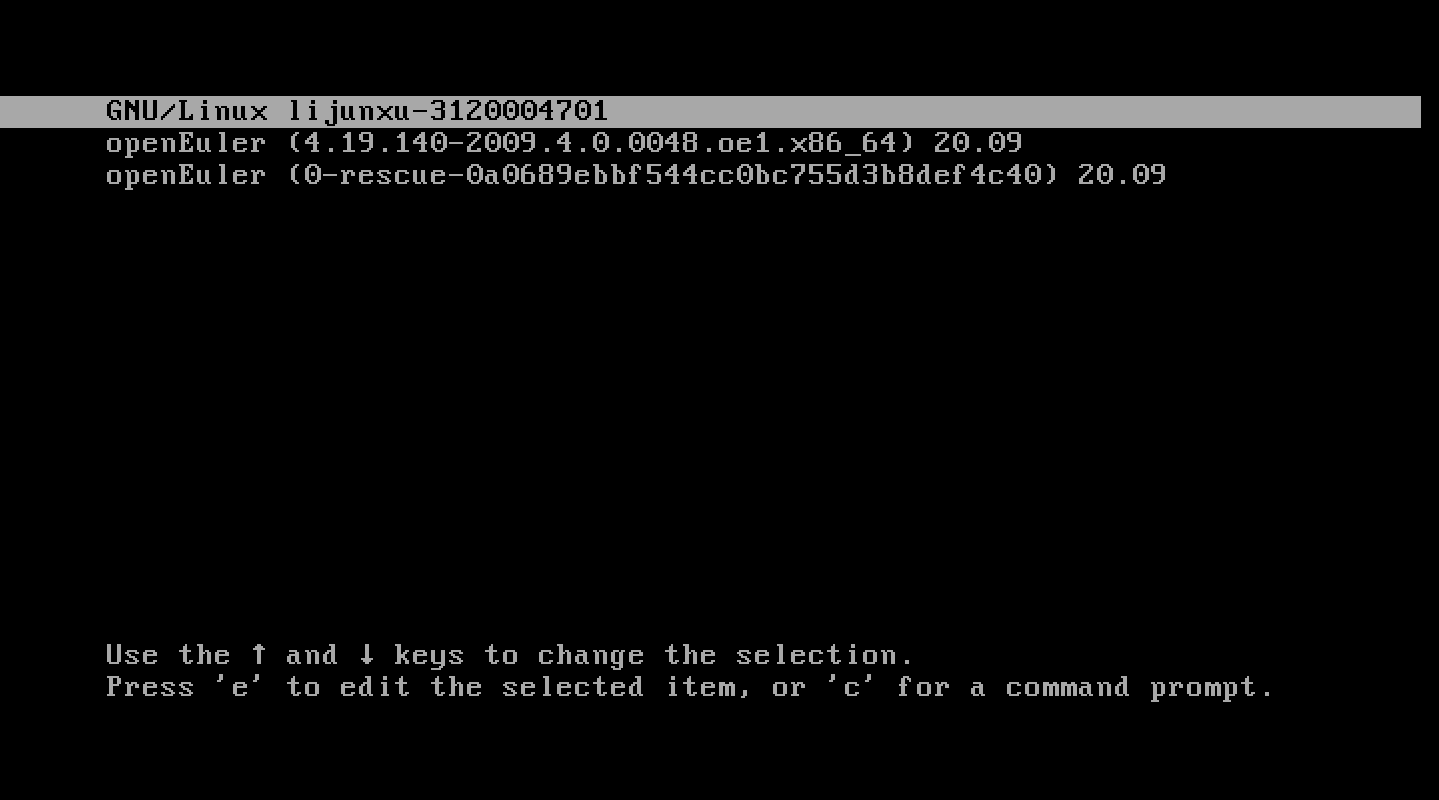 GNU/Linux lijunxu-3120004701
openEuler (4.19.140-2009.4.0.0048.oe1.x86_64) 20.09
openEuler (0-rescue-0a0689ebbf544cc0bc755d3b8def4c40) 20.09
Use the ↑ and ↓ keys to change the selection.
Press 'e' to edit the selected item, or 'c' for a command prompt.